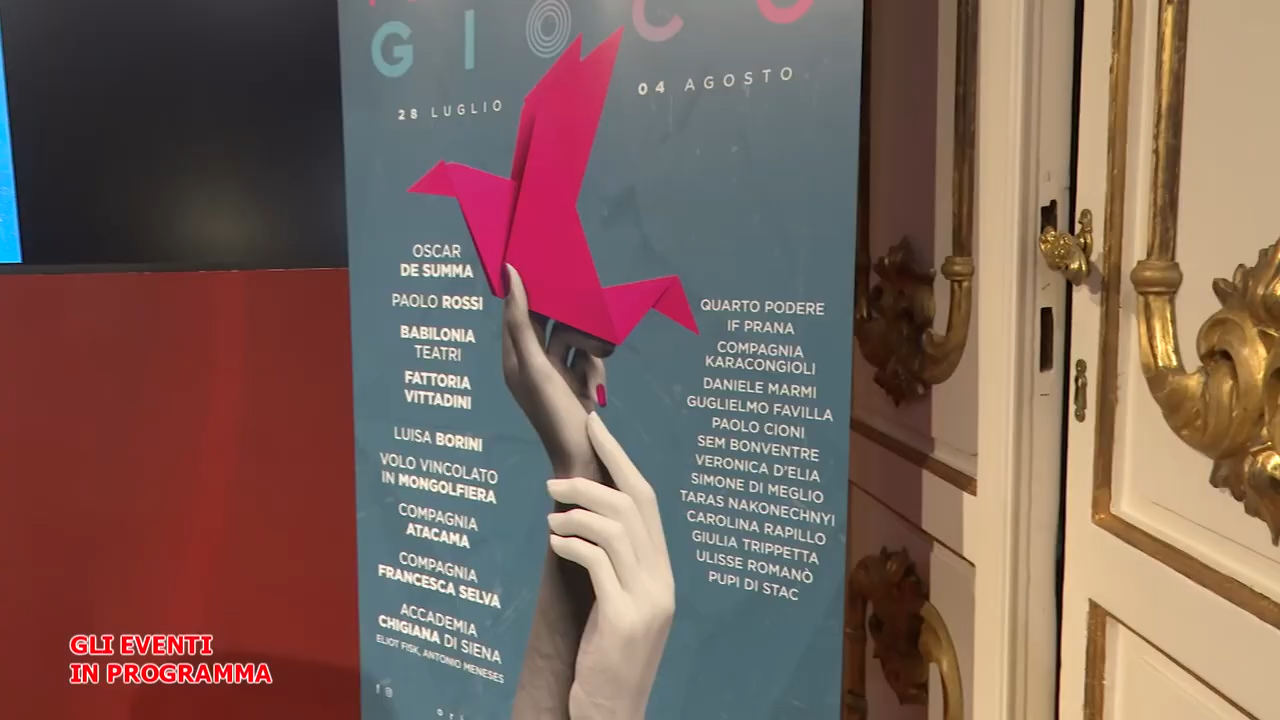 GIOCO
28 LUGLIO
04 AGOSTO
OSCAR
DE SUMMA
PAOLO ROSSI
BABILONIA
TEATRI
FATTORIA
VITTADINI
LUISA BORINI
VOLO VINCOLATO
IN MONGOLFIERA
COMPAGNIA
ATACAMA
COMPAGNIA
FRANCESCA SELVA
ACCADEMIA
CHIGIANA DI SIENA
ELIOT FISK, ANTONIO MENESES
QUARTO PODERE
IF PRANA
COMPAGNIA
KARACONGIOLI
DANIELE MARMI
GUGLIELMO FAVILLA
PAOLO CIONI
SEM BONVENTRE
VERONICA D'ELIA
SIMONE DI MEGLIO
TARAS NAKONECHNYI
CAROLINA RAPILLO
GIULIA TRIPPETTA
ULISSE ROMANÒ
PUPI DI STAC
GLI EVENTI
IN PROGRAMMA